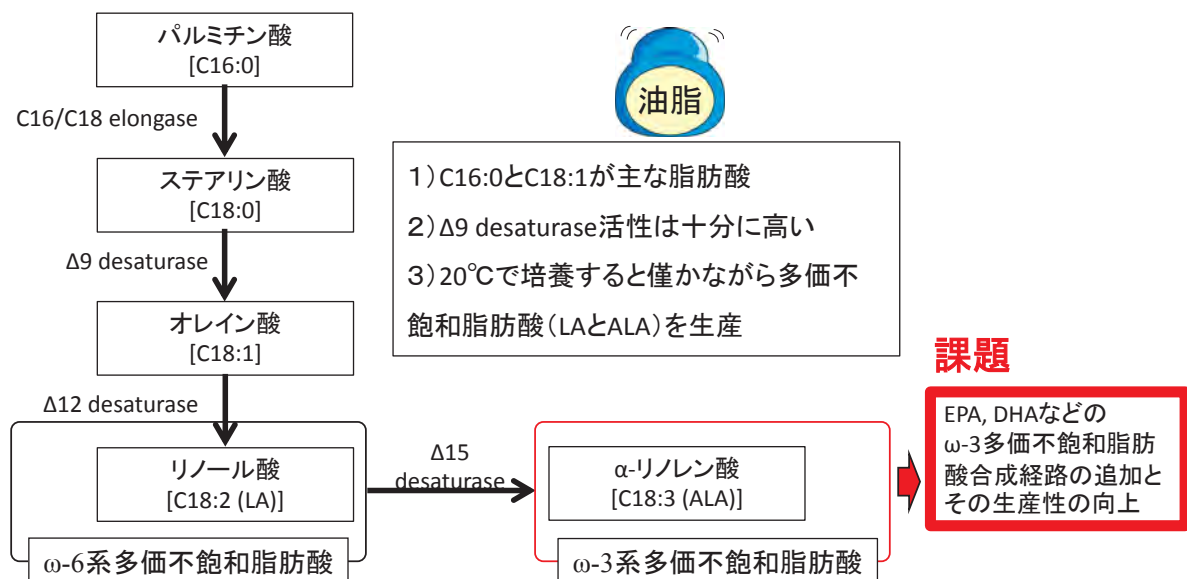 パルミチン酸
[C16:0]
C16/C18 elongase
ステアリン酸
[C18:0]
Δ9 desaturase
オレイン酸
[C18:1]
Δ12 desaturase
リノール酸
[C18:2 (LA)]
ω-6系多価不飽和脂肪酸
Δ15
desaturase
α-リノレン酸
[C18:3 (ALA)]
ω-3系多価不飽和脂肪酸
油脂
1)C16:0とC18:1が主な脂肪酸
2)Δ9 desaturase活性は十分に高い
3)20℃で培養すると僅かながら多価不
飽和脂肪酸(LAとALA)を生産
課題
EPA, DHAなどの
ω-3多価不飽和脂肪
酸合成経路の追加と
その生産性の向上